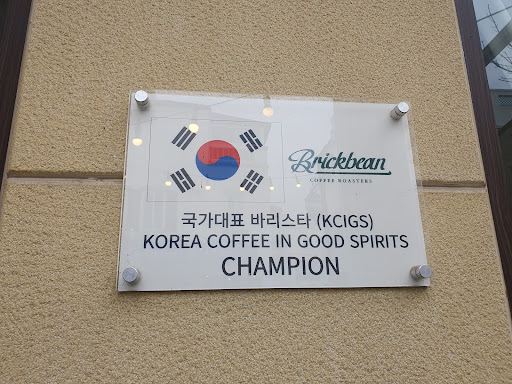 Brickbean
COFFEE ROASTERS
국가대표 바리스타 (KCIGS)
KOREA COFFEE IN GOOD SPIRITS
CHAMPION